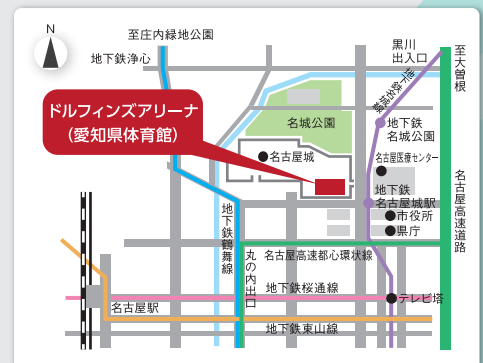 N
至庄内緑地公園
地下鉄浄心
黒川
出入口
至大曽根
地下鉄名城線
ドルフィンズアリーナ
（愛知県体育館）
名城公園
地下鉄
名城公園
名古屋城
名古屋医療センター
地下鉄
名古屋城駅
市役所
県庁
名古屋高速道路
地下鉄鶴舞線
丸の内出口
名古屋高速都心環状線
地下鉄桜通線
テレビ塔
名古屋駅
地下鉄東山線